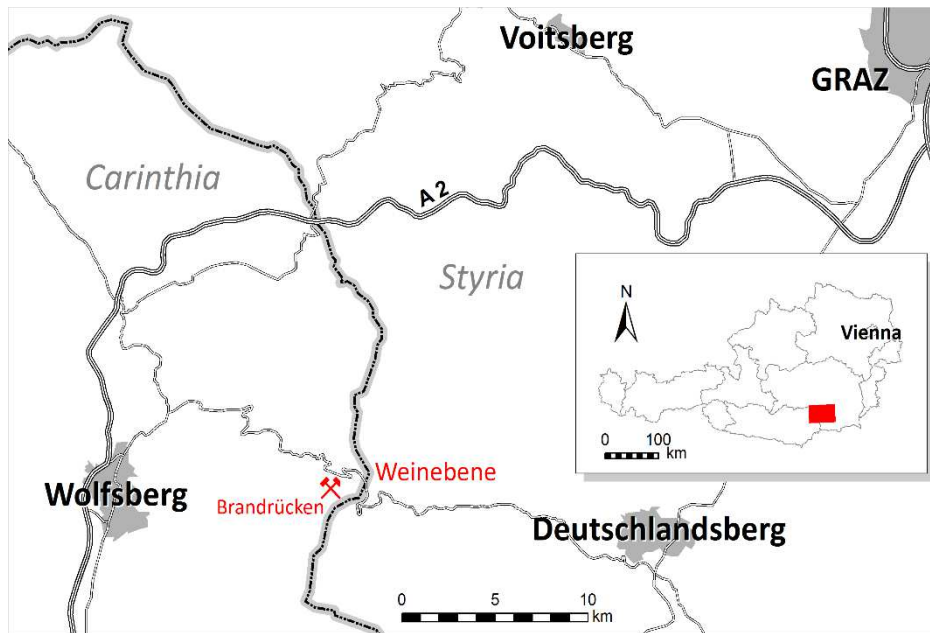 Voitsberg
GRAZ
Carinthia
A 2
Styria
N
Vienna
0 100
km
Weinebene
Wolfsberg
Brandrücken
Deutschlandsberg
0 5 10
km